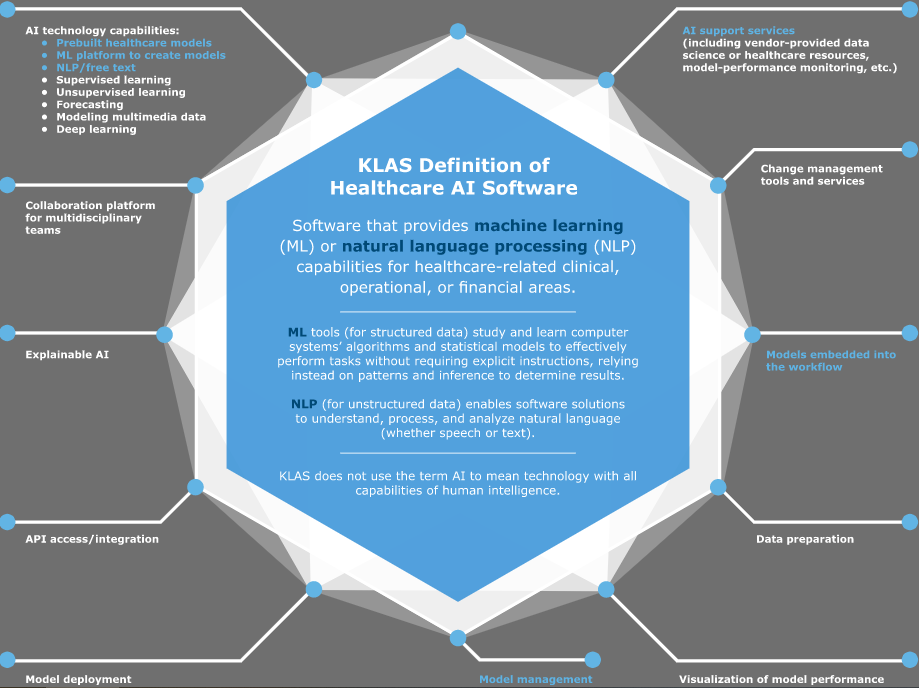 AI technology capabilities:
• Prebuilt healthcare models
• ML platform to create models
• NLP/free text
• Supervised learning
• Unsupervised learning
• Forecasting
• Modeling multimedia data
• Deep learning
Collaboration platform
for multidisciplinary
teams
Explainable AI
API access/integration
Model deployment
KLAS Definition of
Healthcare AI Software
Software that provides machine learning
(ML) or natural language processing (NLP)
capabilities for healthcare-related clinical,
operational, or financial areas.
ML tools (for structured data) study and learn computer
systems’ algorithms and statistical models to effectively
perform tasks without requiring explicit instructions, relying
instead on patterns and inference to determine results.
NLP (for unstructured data) enables software solutions
to understand, process, and analyze natural language
(whether speech or text).
KLAS does not use the term AI to mean technology with all
capabilities of human intelligence.
AI support services
(including vendor-provided data
science or healthcare resources,
model-performance monitoring, etc.)
Change management
tools and services
Models embedded into
the workflow
Data preparation
Visualization of model performance
Model management